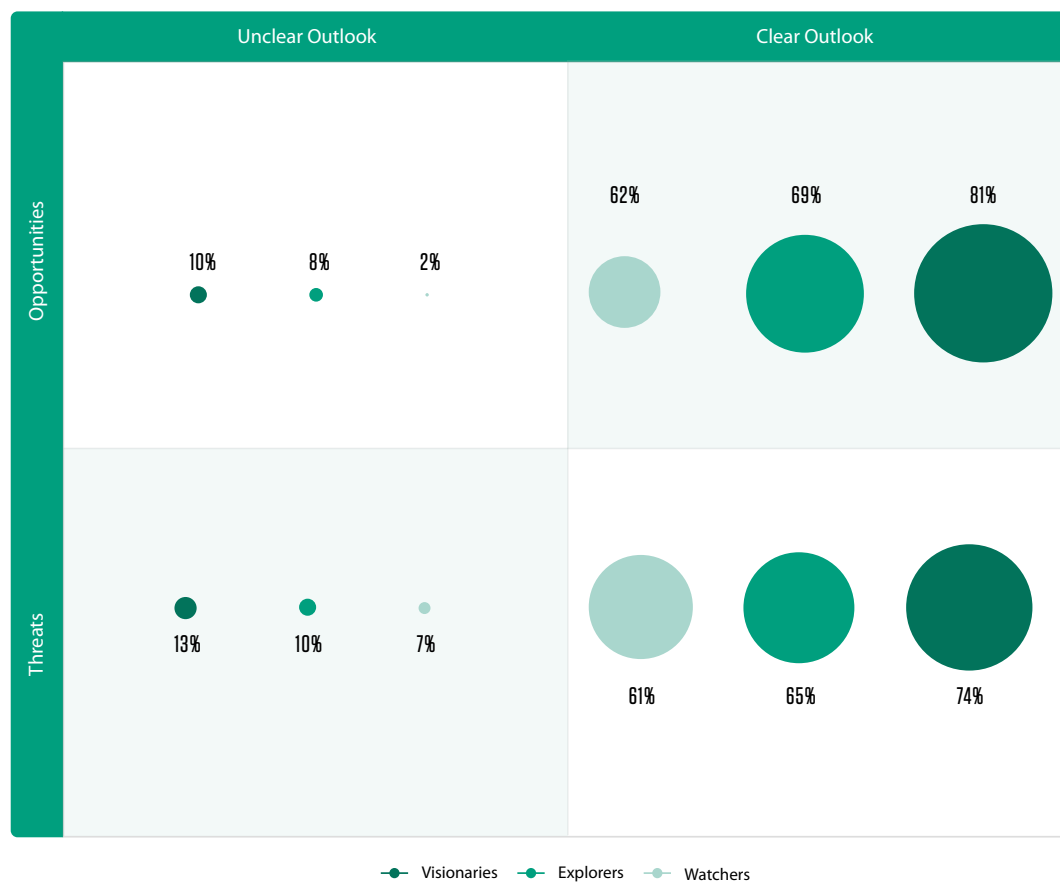 Unclear Outlook
Clear Outlook
Opportunities
10%
8%
2%
62%
69%
81%
Threats
13%
10%
7%
61%
65%
74%
Visionaries
Explorers
Watchers